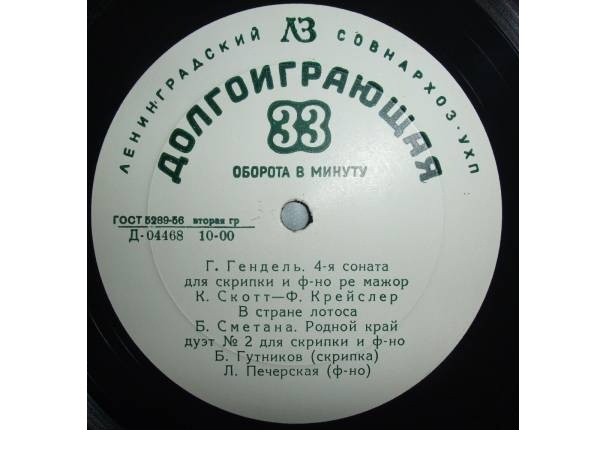 ЛЕНИНГРАДСКИЙ ЛЗ СОВНАРХОЗ·УХП
ДОЛГОИГРАЮЩАЯ
33
ОБОРОТА В МИНУТУ
ГОСТ 5289-56 вторая гр
Д-04468 10-00
Г. Гендель. 4-я соната
для скрипки и ф-но ре мажор
К. Скотт—Ф. Крейслер
В стране лотоса
Б. Сметана. Родной край
дуэт № 2 для скрипки и ф-но
Б. Гутников (скрипка)
Л. Печерская (ф-но)